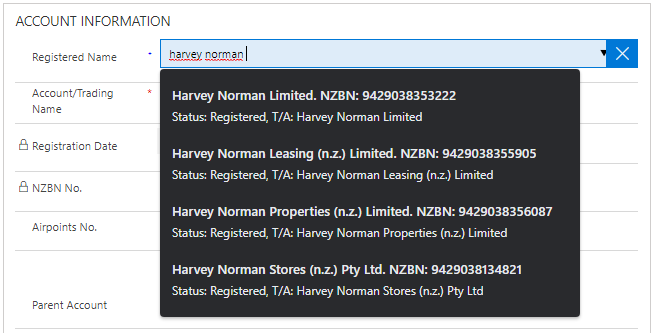 ACCOUNT INFORMATION
Registered Name
harvey norman
Harvey Norman Limited. NZBN: 9429038353222
Status: Registered, T/A: Harvey Norman Limited
Account/Trading
Name *
Harvey Norman Leasing (n.z.) Limited. NZBN: 9429038355905
Status: Registered, T/A: Harvey Norman Leasing (n.z.) Limited
Registration Date
NZBN No.
Harvey Norman Properties (n.z.) Limited. NZBN: 9429038356087
Status: Registered, T/A: Harvey Norman Properties (n.z.) Limited
Airpoints No.
Harvey Norman Stores (n.z.) Pty Ltd. NZBN: 9429038134821
Status: Registered, T/A: Harvey Norman Stores (n.z.) Pty Ltd
Parent Account